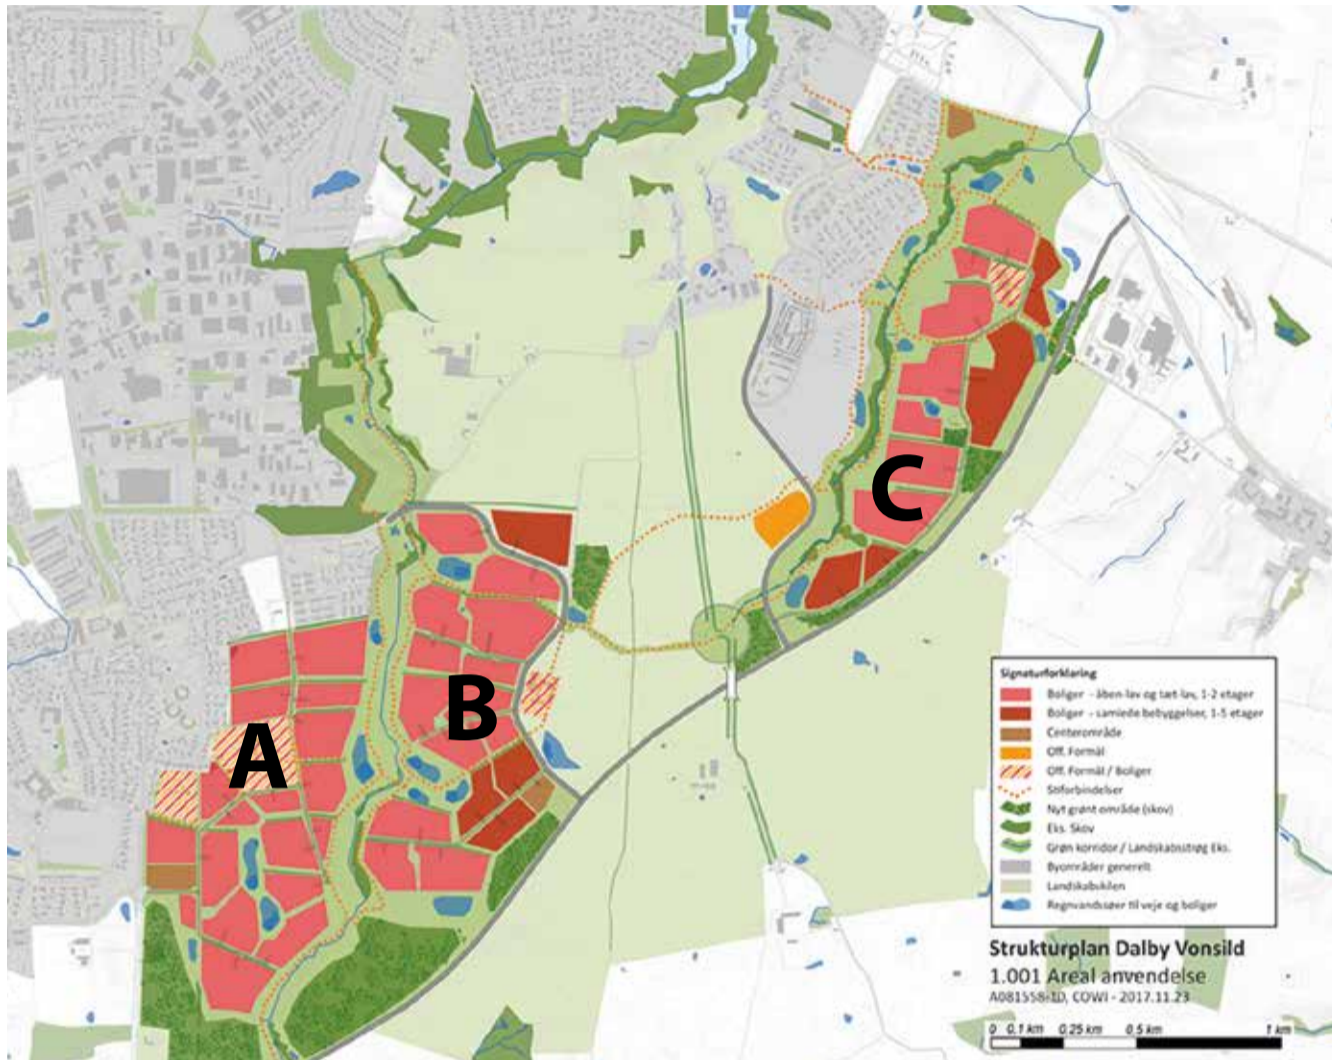 A
B
C
Signaturforklaring
Boliger - åben-lav og tæt-lav, 1-2 etager
Boliger - samlede bebyggelser, 1-5 etager
Centerområde
Off. Formål
Off. Formål / Boliger
Stiforbindelser
Nyt grønt område (skov)
Eks. Skov
Grøn korridor / Landskabsstrøg Eks.
Byområder generelt
Landskabskilen
Regnvandssøer til veje og boliger
Strukturplan Dalby Vonsild
1.001 Areal anvendelse
A081558-1D, COWI - 2017.11.23
0 0,1 km 0,25 km 0,5 km 1 km